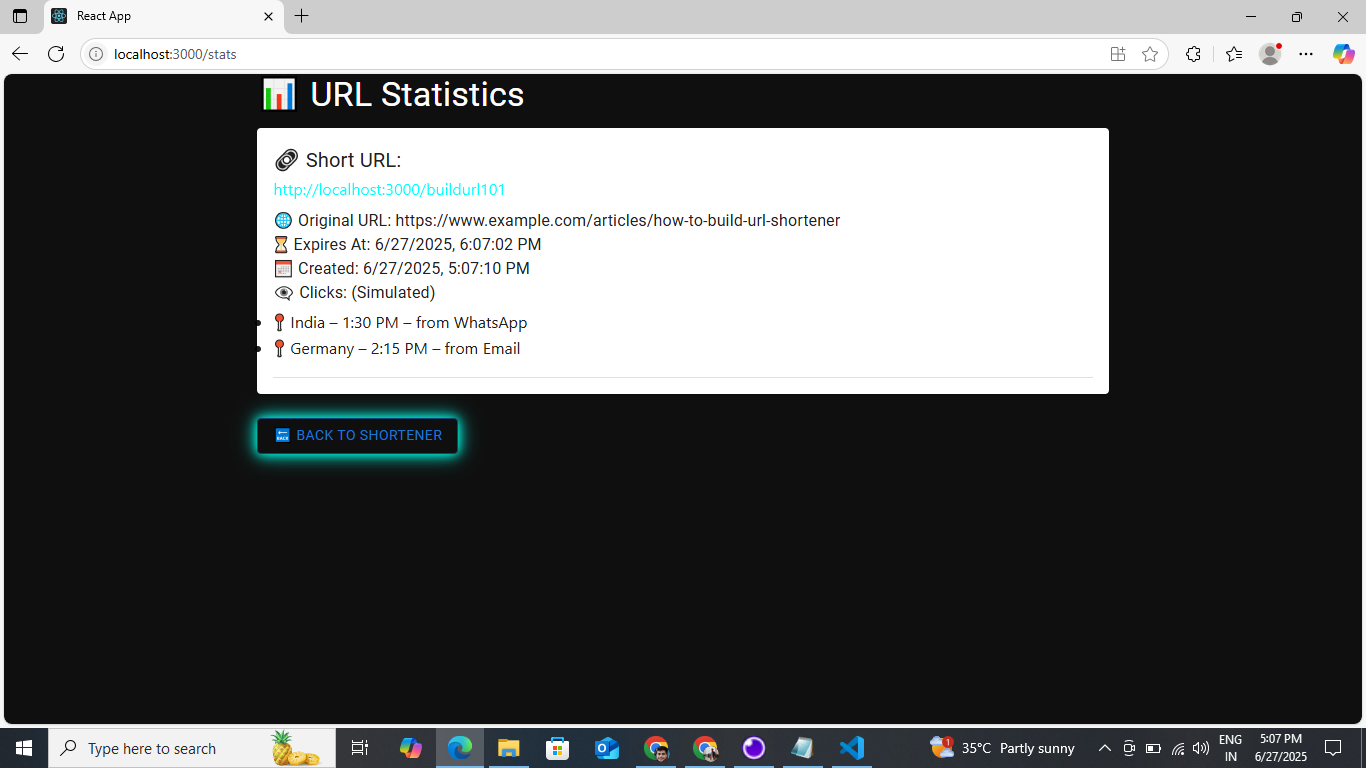 React App
localhost:3000/stats
📊 URL Statistics
🔗 Short URL:
http://localhost:3000/buildurl101
🌐 Original URL: https://www.example.com/articles/how-to-build-url-shortener
⏳ Expires At: 6/27/2025, 6:07:02 PM
📅 Created: 6/27/2025, 5:07:10 PM
👁️‍🗨️ Clicks: (Simulated)
• 📍 India – 1:30 PM – from WhatsApp
• 📍 Germany – 2:15 PM – from Email
🔙 BACK TO SHORTENER
Type here to search
1
35°C Partly sunny
ENG
IN
5:07 PM
6/27/2025